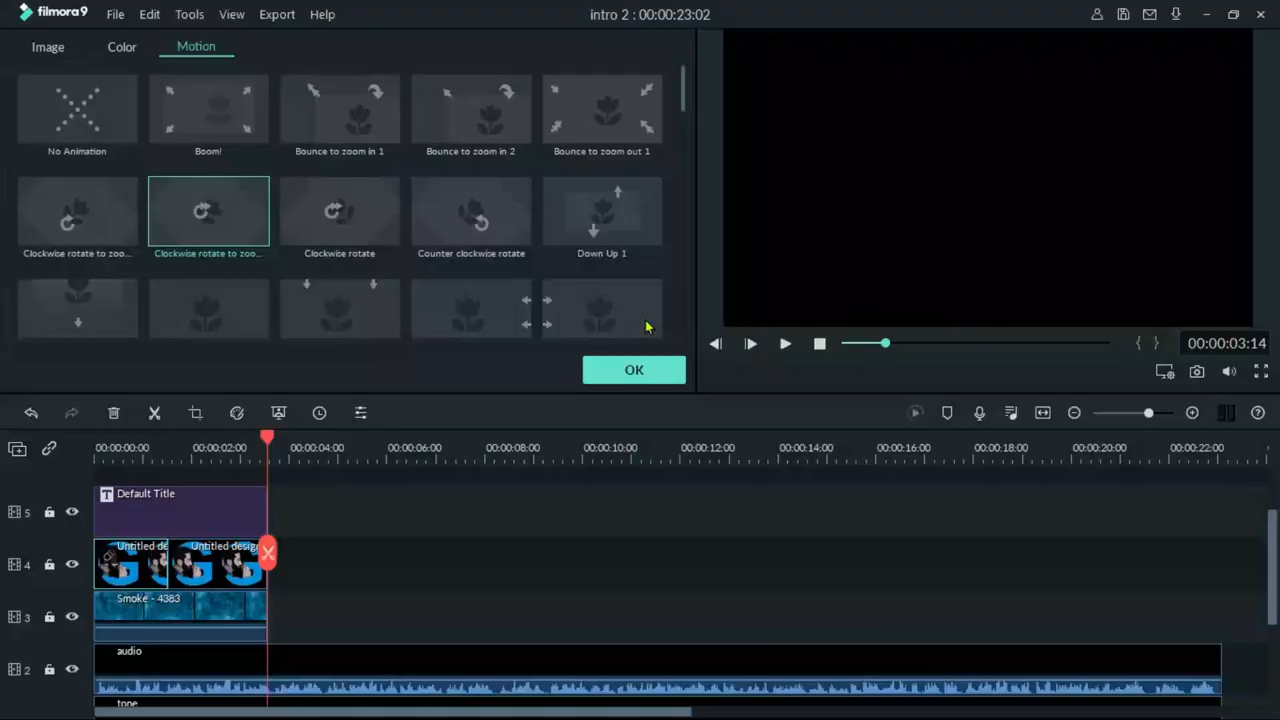 filmora9 File Edit Tools View Export Help intro 2 : 00:00:23:02
Image Color Motion
No Animation Boom! Bounce to zoom in 1 Bounce to zoom in 2 Bounce to zoom out 1
Clockwise rotate to zoo... Clockwise rotate to zoo... Clockwise rotate Counter clockwise rotate Down Up 1
{ } 00:00:03:14
OK
00:00:00:00 00:00:02:00 00:00:04:00 00:00:06:00 00:00:08:00 00:00:10:00 00:00:12:00 00:00:14:00 00:00:16:00 00:00:18:00 00:00:20:00 00:00:22:00
5 T Default Title
4 Untitled de Untitled design
3 Smoke - 4383
2 audio
tone